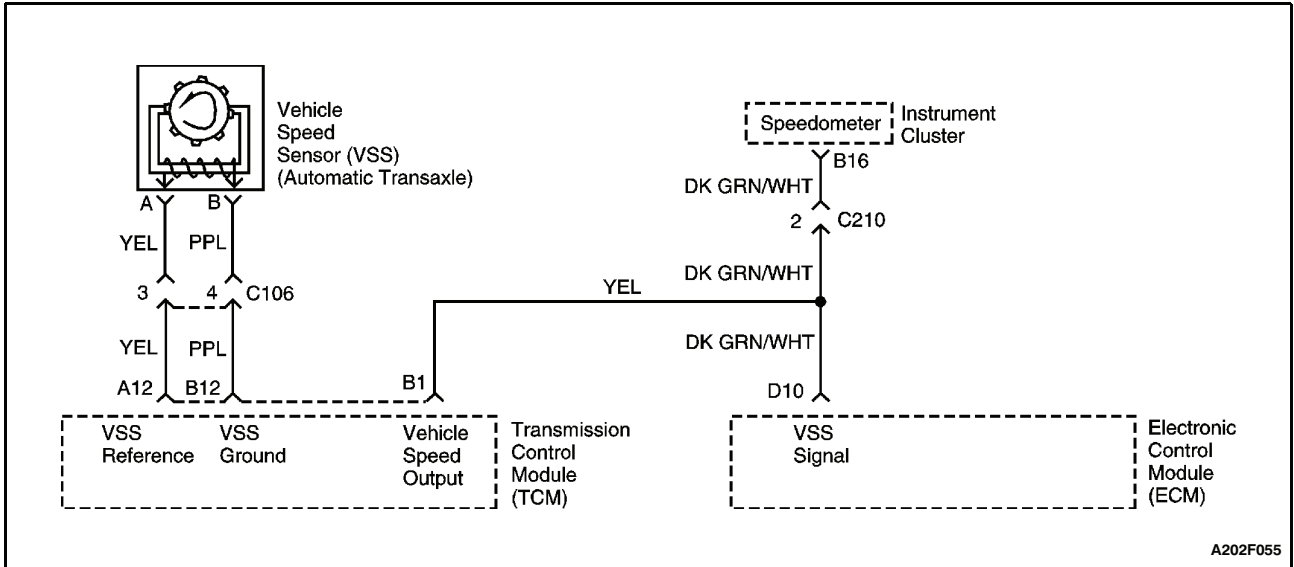 Vehicle
Speed
Sensor (VSS)
(Automatic Transaxle)
A
B
YEL
PPL
3
4
C106
YEL
PPL
A12
B12
B1
VSS
Reference
VSS
Ground
Vehicle
Speed
Output
Transmission
Control
Module
(TCM)
YEL
Speedometer
Instrument
Cluster
B16
DK GRN/WHT
2
C210
DK GRN/WHT
DK GRN/WHT
D10
VSS
Signal
Electronic
Control
Module
(ECM)
A202F055